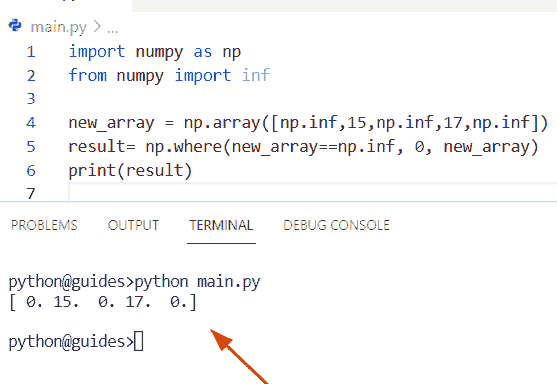 main.py > ...
1 import numpy as np
2 from numpy import inf
3
4 new_array = np.array([np.inf,15,np.inf,17,np.inf])
5 result= np.where(new_array==np.inf, 0, new_array)
6 print(result)
7
PROBLEMS OUTPUT TERMINAL DEBUG CONSOLE
python@guides>python main.py
[ 0. 15.  0. 17.  0.]
python@guides>